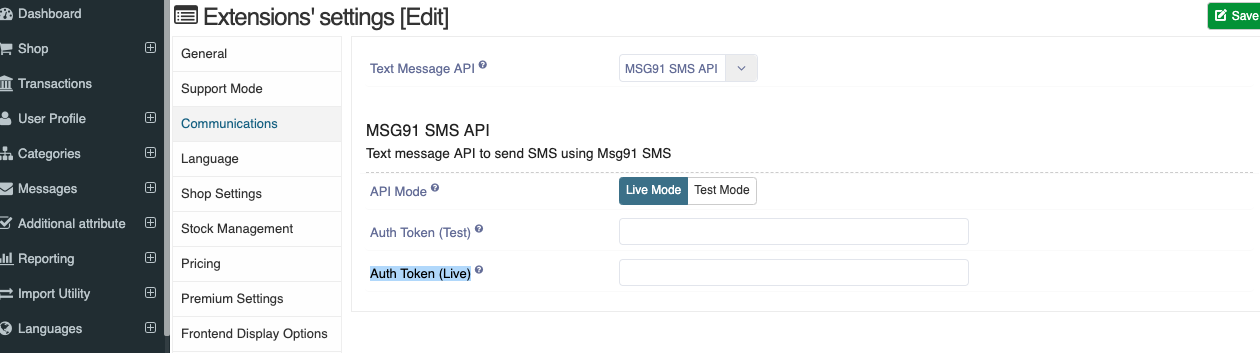 Dashboard
Shop
Transactions
User Profile
Categories
Messages
Additional attribute
Reporting
Import Utility
Languages
Extensions' settings [Edit]
Save
General
Support Mode
Communications
Language
Shop Settings
Stock Management
Pricing
Premium Settings
Frontend Display Options
Text Message API ?
MSG91 SMS API
MSG91 SMS API
Text message API to send SMS using Msg91 SMS
API Mode ?
Live Mode Test Mode
Auth Token (Test) ?
Auth Token (Live) ?